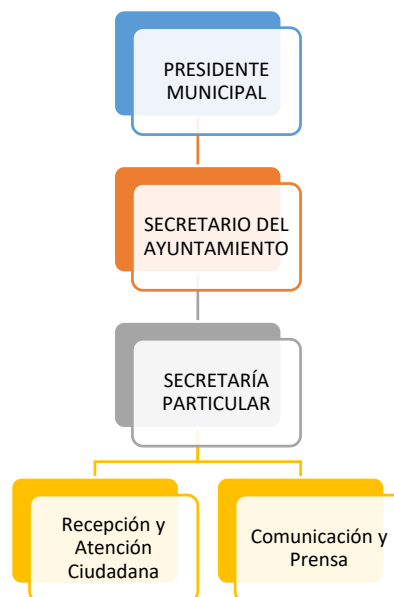 PRESIDENTE
MUNICIPAL
SECRETARIO DEL
AYUNTAMIENTO
SECRETARÍA
PARTICULAR
Recepción y
Atención
Ciudadana
Comunicación y
Prensa